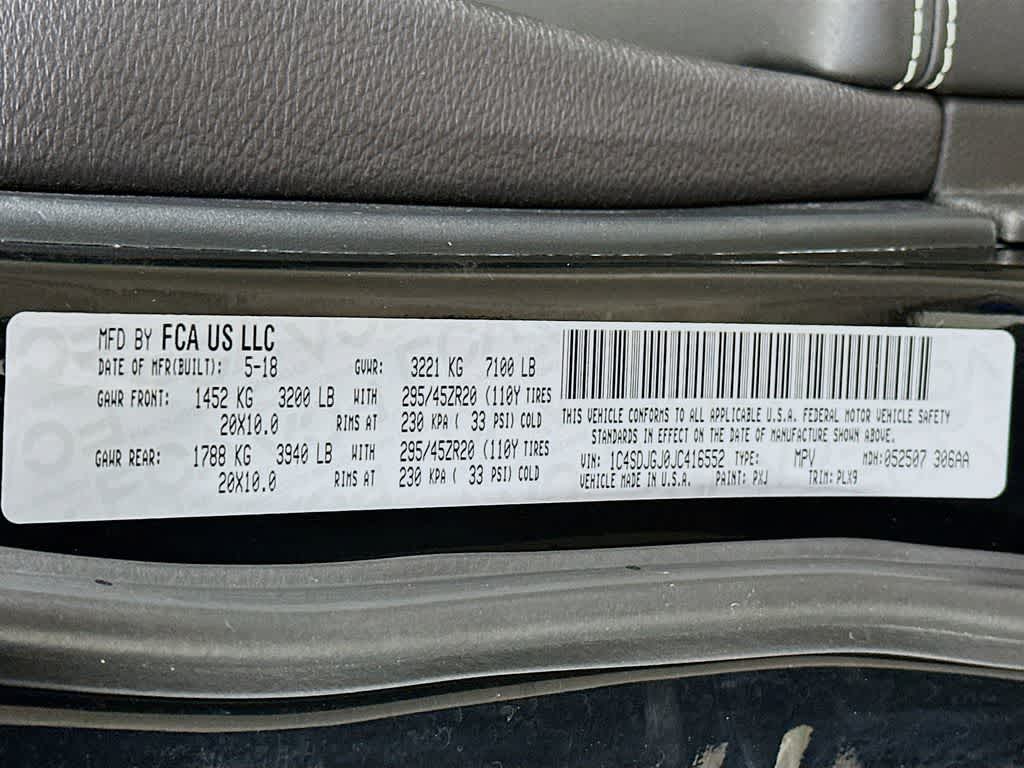 MFD BY FCA US LLC
DATE OF MFR(BUILT): 5-18 GVWR: 3221 KG 7100 LB
GAWR FRONT: 1452 KG 3200 LB WITH 295/45ZR20 (110Y TIRES
20X10.0 RIMS AT 230 KPA ( 33 PSI) COLD
GAWR REAR: 1788 KG 3940 LB WITH 295/45ZR20 (110Y TIRES
20X10.0 RIMS AT 230 KPA ( 33 PSI) COLD
THIS VEHICLE CONFORMS TO ALL APPLICABLE U.S.A. FEDERAL MOTOR VEHICLE SAFETY
STANDARDS IN EFFECT ON THE DATE OF MANUFACTURE SHOWN ABOVE.
VIN: 1C4SDJGJ0JC416552 TYPE: MPV MDH: 052507 306AA
VEHICLE MADE IN U.S.A. PAINT: PXJ TRIM: PLX9